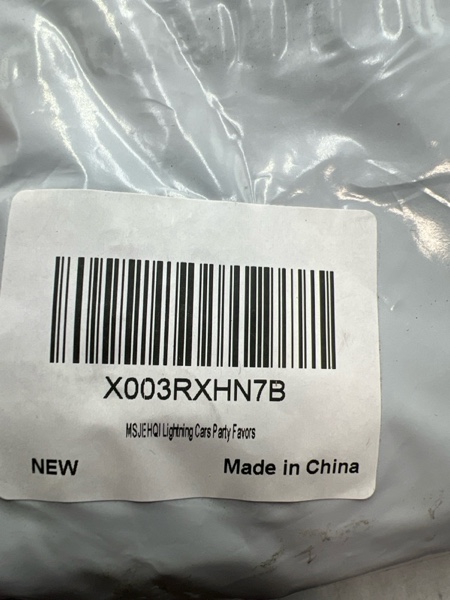 X003RXHN7B
MSJEHQI Lightning Cars Party Favors
NEW Made in China